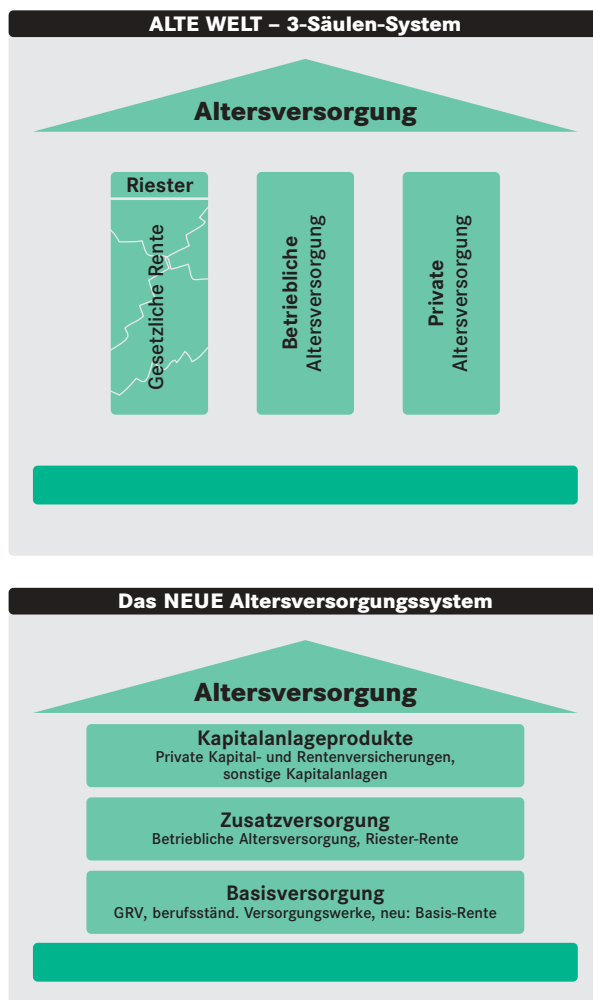 ALTE WELT – 3-Säulen-System
Altersversorgung
Riester
Gesetzliche Rente
Betriebliche
Altersversorgung
Private
Altersversorgung
Das NEUE Altersversorgungssystem
Altersversorgung
Kapitalanlageprodukte
Private Kapital- und Rentenversicherungen,
sonstige Kapitalanlagen
Zusatzversorgung
Betriebliche Altersversorgung, Riester-Rente
Basisversorgung
GRV, berufsständ. Versorgungswerke, neu: Basis-Rente